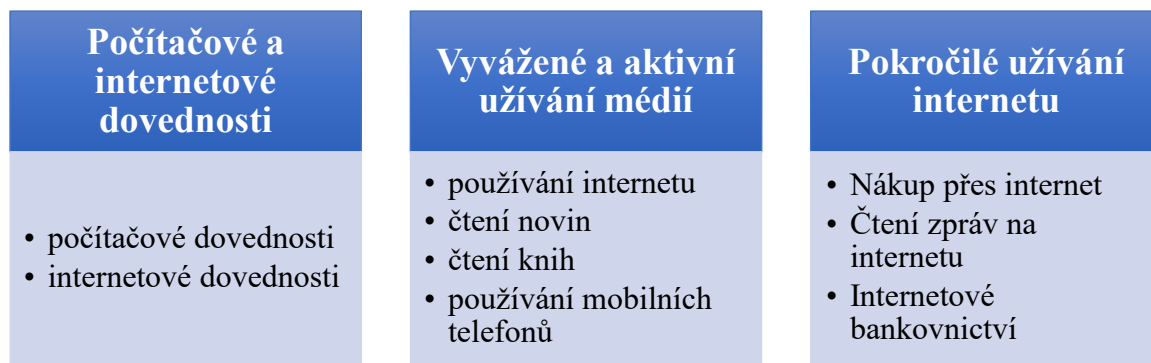 Počítačové a
internetové
dovednosti
• počítačové dovednosti
• internetové dovednosti
Vyvážené a aktivní
užívání médií
• používání internetu
• čtení novin
• čtení knih
• používání mobilních
telefonů
Pokročilé užívání
internetu
• Nákup přes internet
• Čtení zpráv na
internetu
• Internetové
bankovnictví